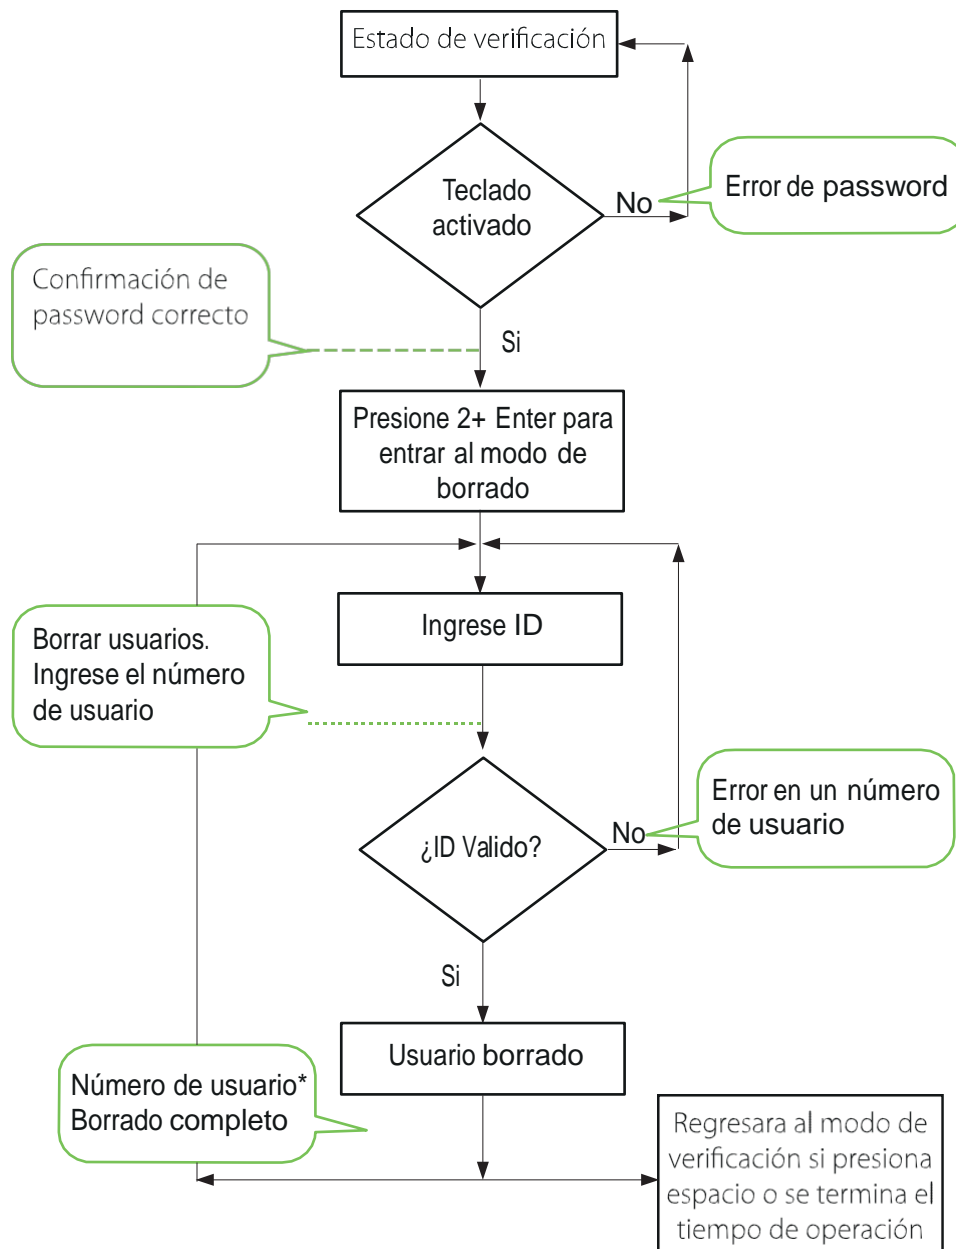 Estado de verificación
Teclado
activado
No
Error de password
Confirmación de
password correcto
Si
Presione 2+ Enter para
entrar al modo de
borrado
Ingrese ID
Borrar usuarios.
Ingrese el número
de usuario
¿ID Valido?
No
Error en un número
de usuario
Si
Usuario borrado
Número de usuario*
Borrado completo
Regresara al modo de
verificación si presiona
espacio o se termina el
tiempo de operación